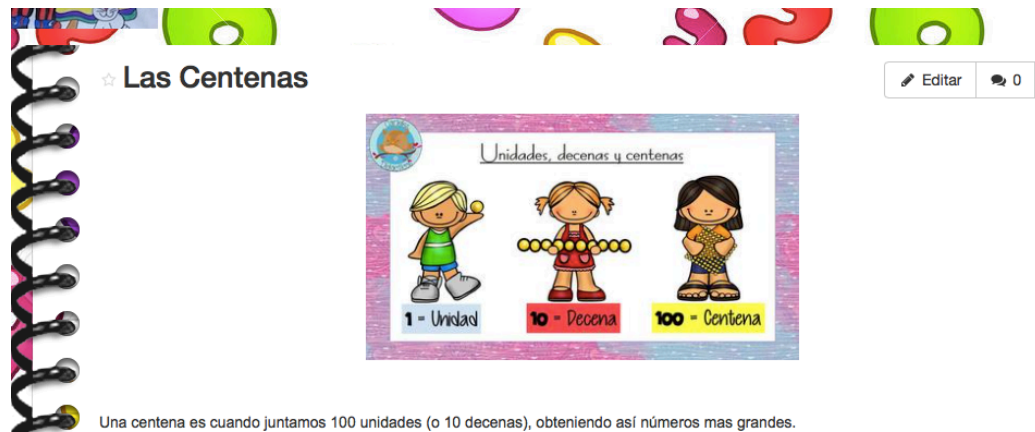 Las Centenas
Editar
0
Unidades, decenas y centenas
1 = Unidad
10 = Decena
100 = Centena
Una centena es cuando juntamos 100 unidades (o 10 decenas), obteniendo así números mas grandes.